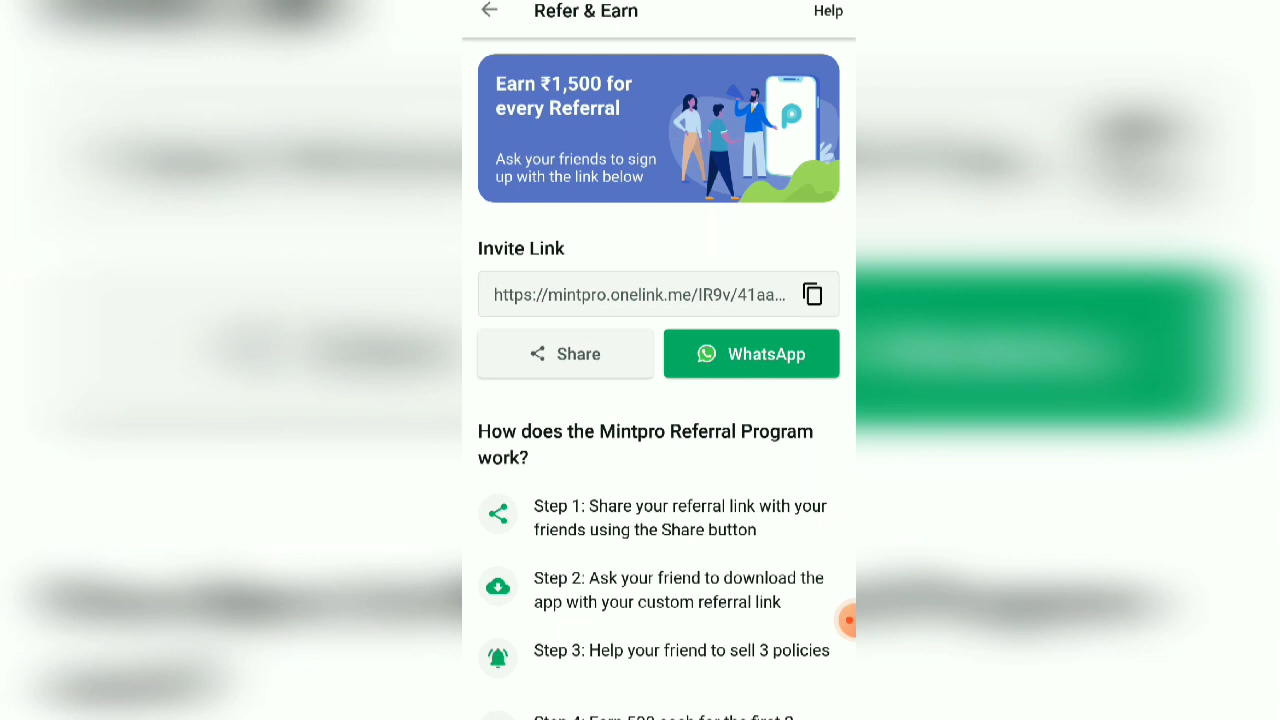 Refer & Earn
Help
Earn ₹1,500 for
every Referral
Ask your friends to sign
up with the link below
Invite Link
https://mintpro.onelink.me/IR9v/41aa...
Share
WhatsApp
How does the Mintpro Referral Program
work?
Step 1: Share your referral link with your
friends using the Share button
Step 2: Ask your friend to download the
app with your custom referral link
Step 3: Help your friend to sell 3 policies